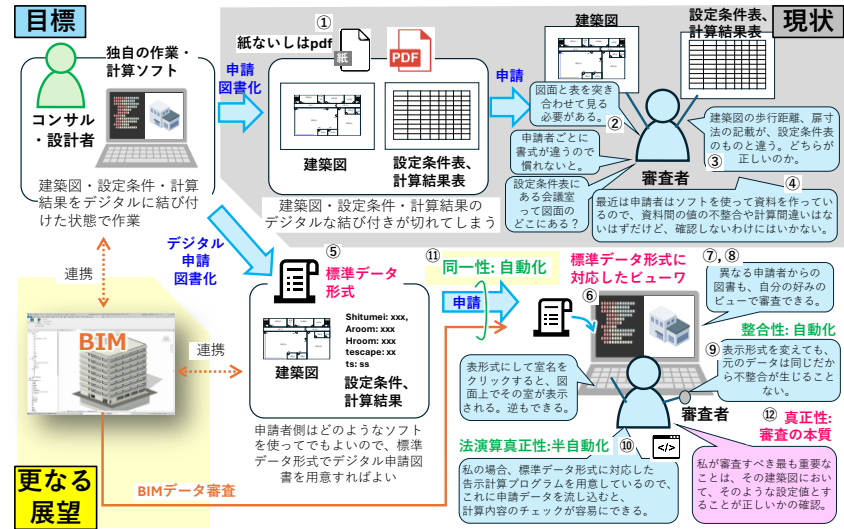 目標
独自の作業・
計算ソフト
コンサル
・設計者
建築図・設定条件・計算
結果をデジタルに結び付
けた状態で作業
申請
図書化
①
紙ないしはpdf
紙
PDF
建築図
設定条件表、
計算結果表
建築図・設定条件・計算結果の
デジタルな結び付きが切れてしまう
申請
現状
建築図
設定条件表、
計算結果表
図面と表を突き
合わせて見る
必要がある。
②
申請者ごとに
書式が違うので
慣れないと。
設定条件表に
ある会議室
って図面の
どこにある？
審査者
建築図の歩行距離、扉寸
法の記載が、設定条件表
のものと違う。どちらが
正しいのか。
③
④
最近は申請者はソフトを使って資料を作ってい
るので、資料間の値の不整合や計算間違いはな
いはずだけど、確認しないわけにはいかない。
デジタル
申請
図書化
連携
BIM
連携
更なる
展望
BIMデータ審査
⑤
標準データ
形式
Shitumei: xxx,
Aroom: xxx
Hroom: xxx
tescape: xx
ts: ss
建築図
設定条件、
計算結果
申請者側はどのようなソフト
を使ってでもよいので、標準
データ形式でデジタル申請図
書を用意すればよい
⑪
同一性: 自動化
申請
標準データ形式に
対応したビューワ
⑥
⑦, ⑧
異なる申請者からの
図書も、自分の好みの
ビューで審査できる。
整合性: 自動化
⑨
表示形式を変えても、
元のデータは同じだか
ら不整合が生じること
ない。
表形式にして室名を
クリックすると、図
面上でその室が表示
される。逆もできる。
審査者
⑫ 真正性:
審査の本質
法演算真正性:半自動化
⑩
</>
私の場合、標準データ形式に対応した
告示計算プログラムを用意しているので、
これに申請データを流し込むと、
計算内容のチェックが容易にできる。
私が審査すべき最も重要な
ことは、その建築図におい
て、そのような設定値とす
ることが正しいかの確認。